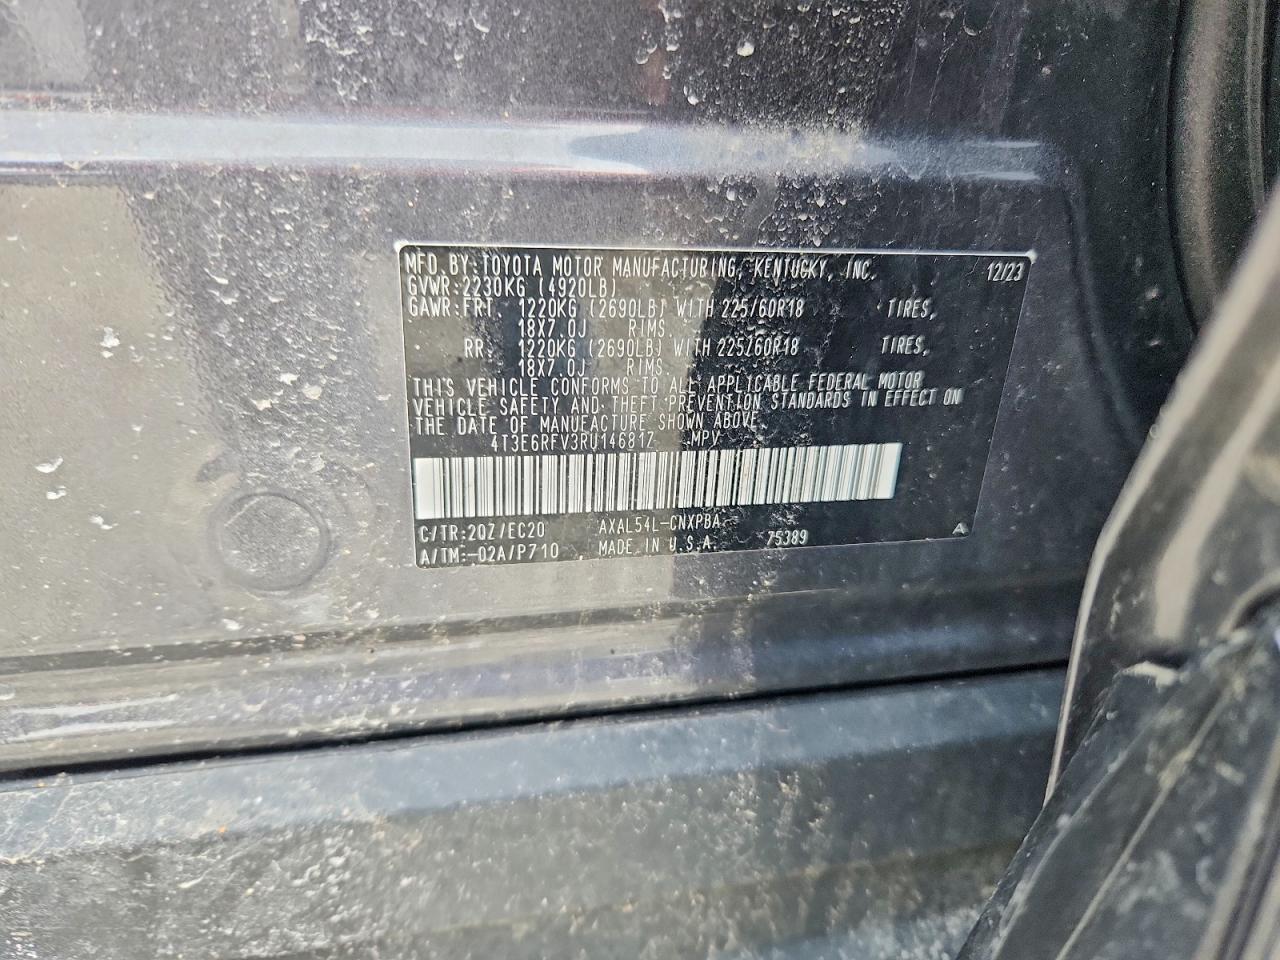 MFD.BY:TOYOTA MOTOR MANUFACTURING, KENTUCKY, INC. 12/23
GVWR:2230KG (4920LB)
GAWR:FRT. 1220KG (2690LB) WITH 225/60R18 TIRES,
18X7.0J RIMS.
RR. 1220KG (2690LB) WITH 225/60R18 TIRES,
18X7.0J RIMS.
THIS VEHICLE CONFORMS TO ALL APPLICABLE FEDERAL MOTOR
VEHICLE SAFETY AND THEFT PREVENTION STANDARDS IN EFFECT ON
THE DATE OF MANUFACTURE SHOWN ABOVE.
4T3E6RFV3RU146817 MPV
C/TR:2QZ/EC20 AXAL54L-CNXPBA A
A/TM:-02A/P710 MADE IN U.S.A. 75389